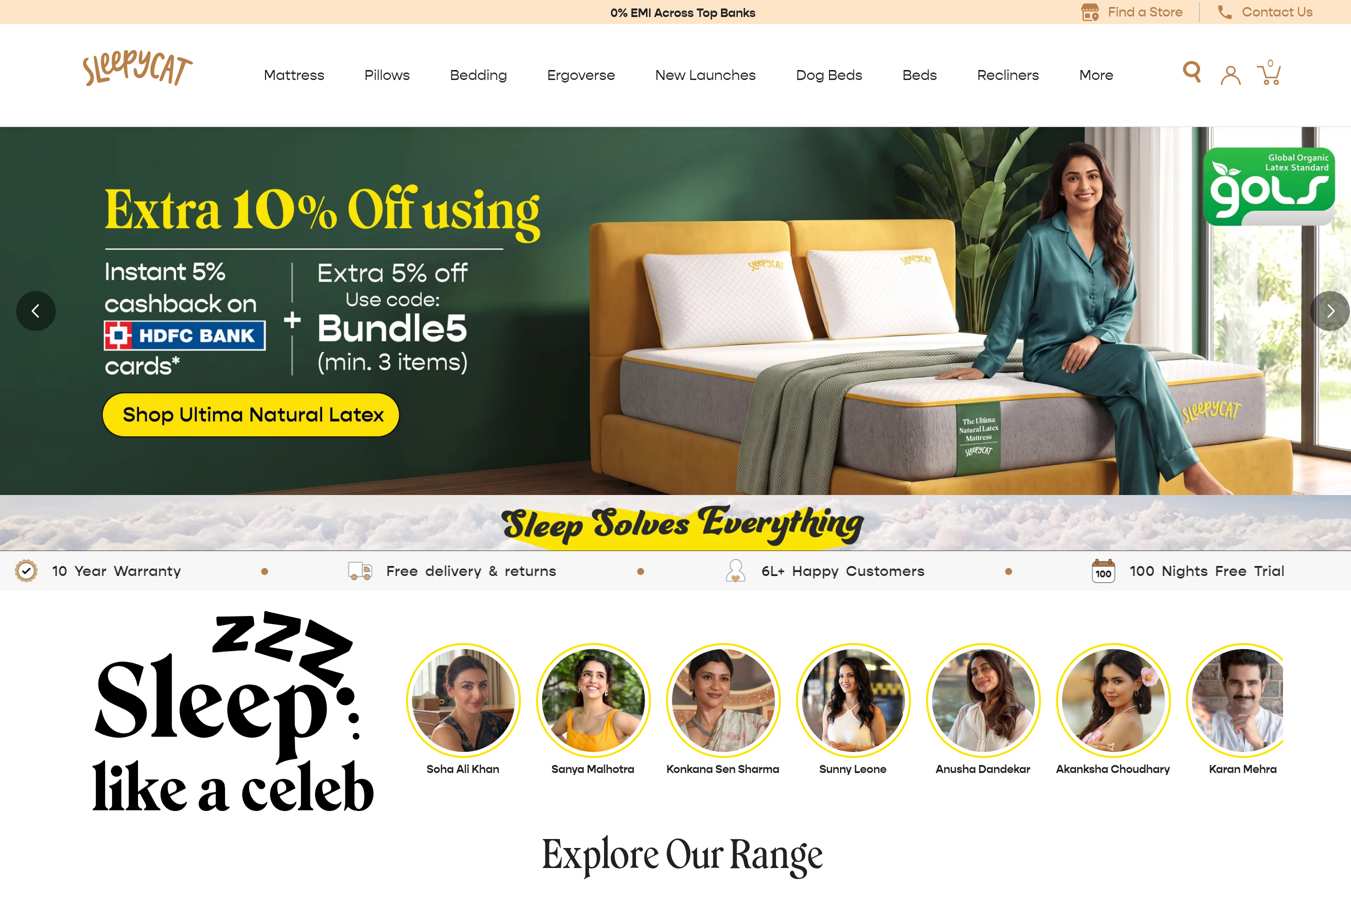 0% EMI Across Top Banks
Find a Store
Contact Us
SLEEPYCAT
Mattress
Pillows
Bedding
Ergoverse
New Launches
Dog Beds
Beds
Recliners
More
0
Extra 10% Off using
Instant 5%
cashback on
HDFC BANK
cards*
+
Extra 5% off
Use code:
Bundle5
(min. 3 items)
Shop Ultima Natural Latex
SLEEPYCAT
SLEEPYCAT
The Ultima
Natural Latex
Mattress
SLEEPYCAT
SLEEPYCAT
Global Organic
Latex Standard
gOLS
Sleep Solves Everything
10 Year Warranty
Free delivery & returns
6L+ Happy Customers
100
100 Nights Free Trial
zzz
Sleep
like a celeb
Soha Ali Khan
Sanya Malhotra
Konkana Sen Sharma
Sunny Leone
Anusha Dandekar
Akanksha Choudhary
Karan Mehra
Explore Our Range